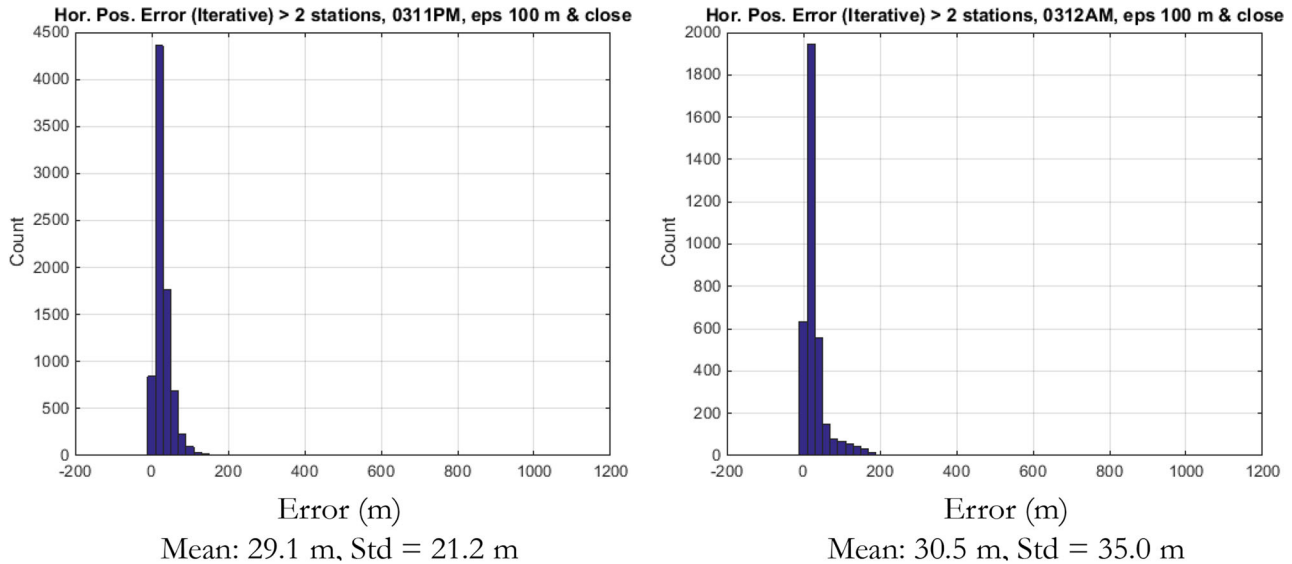 Hor. Pos. Error (Iterative) > 2 stations, 0311PM, eps 100 m & close
4500
4000
3500
3000
2500
2000
1500
1000
500
0
Count
-200 0 200 400 600 800 1000 1200
Error (m)
Mean: 29.1 m, Std = 21.2 m
Hor. Pos. Error (Iterative) > 2 stations, 0312AM, eps 100 m & close
2000
1800
1600
1400
1200
1000
800
600
400
200
0
Count
-200 0 200 400 600 800 1000 1200
Error (m)
Mean: 30.5 m, Std = 35.0 m